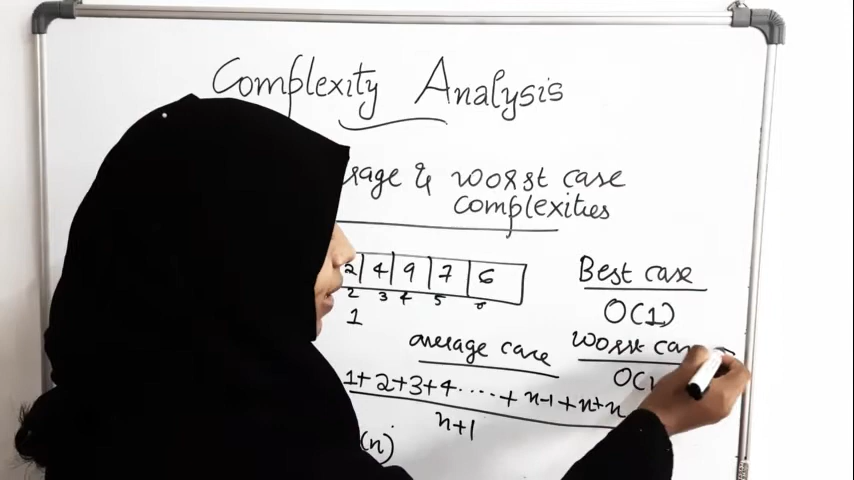 Complexity Analysis
rage & worst case
complexities
2 4 9 7 6
2 3 4 5 6
1
Best case
O(1)
average case
worst
1+2+3+4.....+n-1+n+n
n+1
(n)